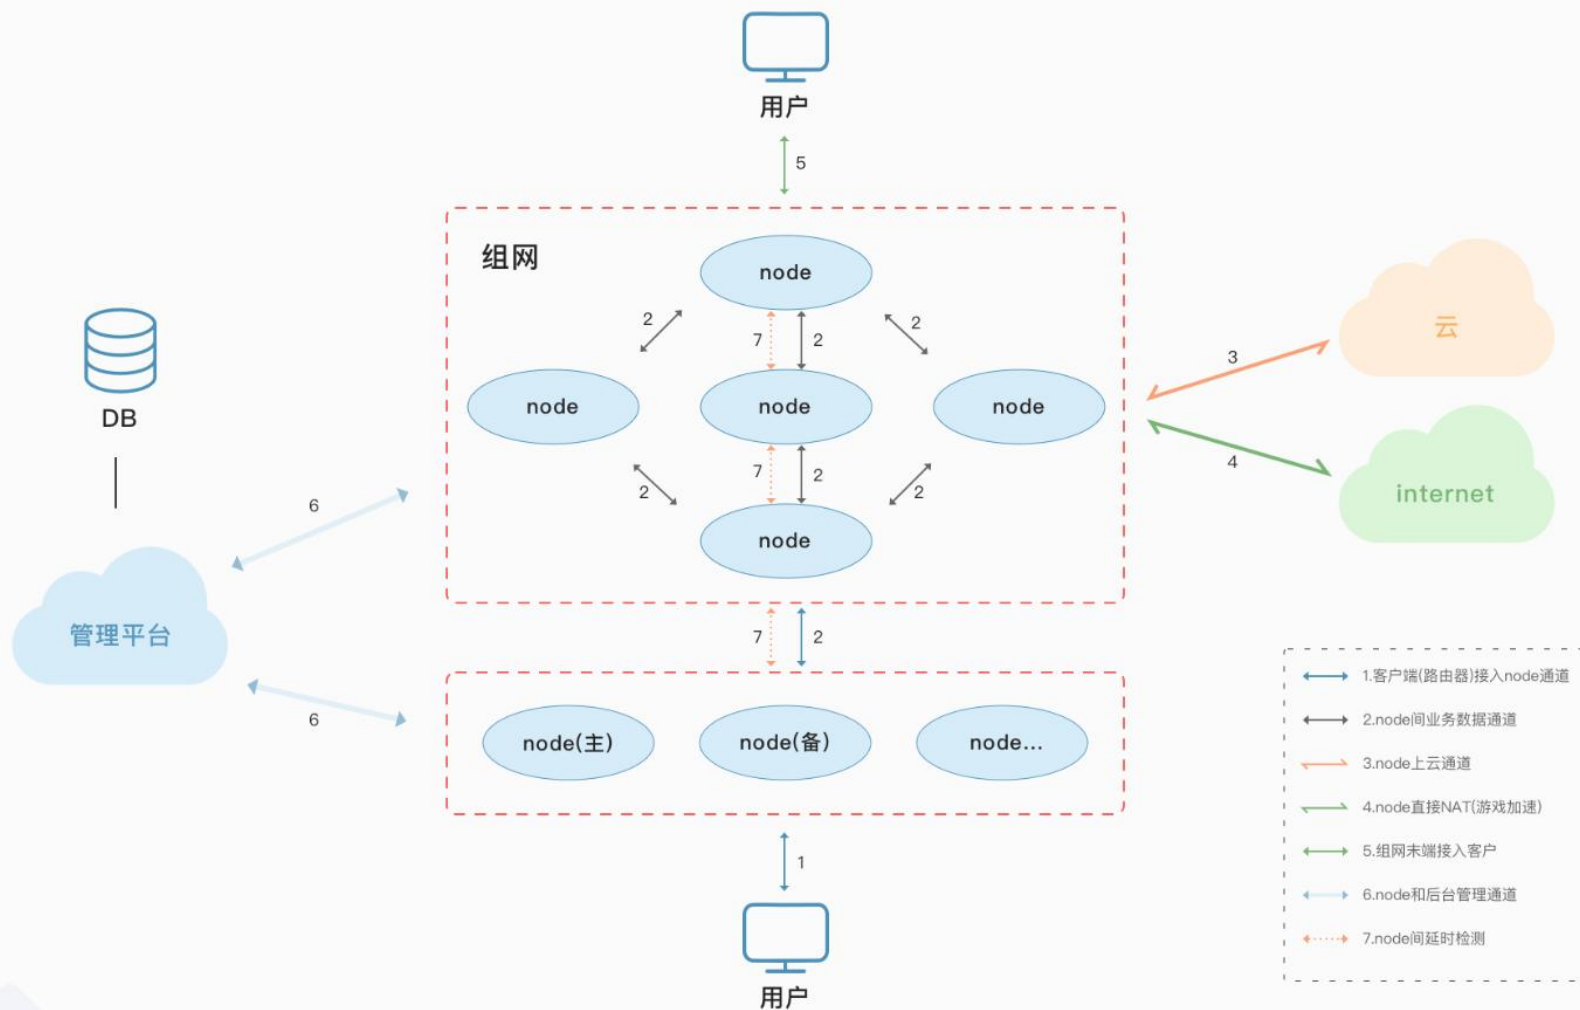 用户
5
组网
node
2
7
2
2
node
node
node
云
3
DB
7
2
2
2
4
internet
6
node
管理平台
7
2
6
node(主)
node(备)
node...
1
用户
1.客户端(路由器)接入node通道
2.node间业务数据通道
3.node上云通道
4.node直接NAT(游戏加速)
5.组网末端接入客户
6.node和后台管理通道
7.node间延时检测